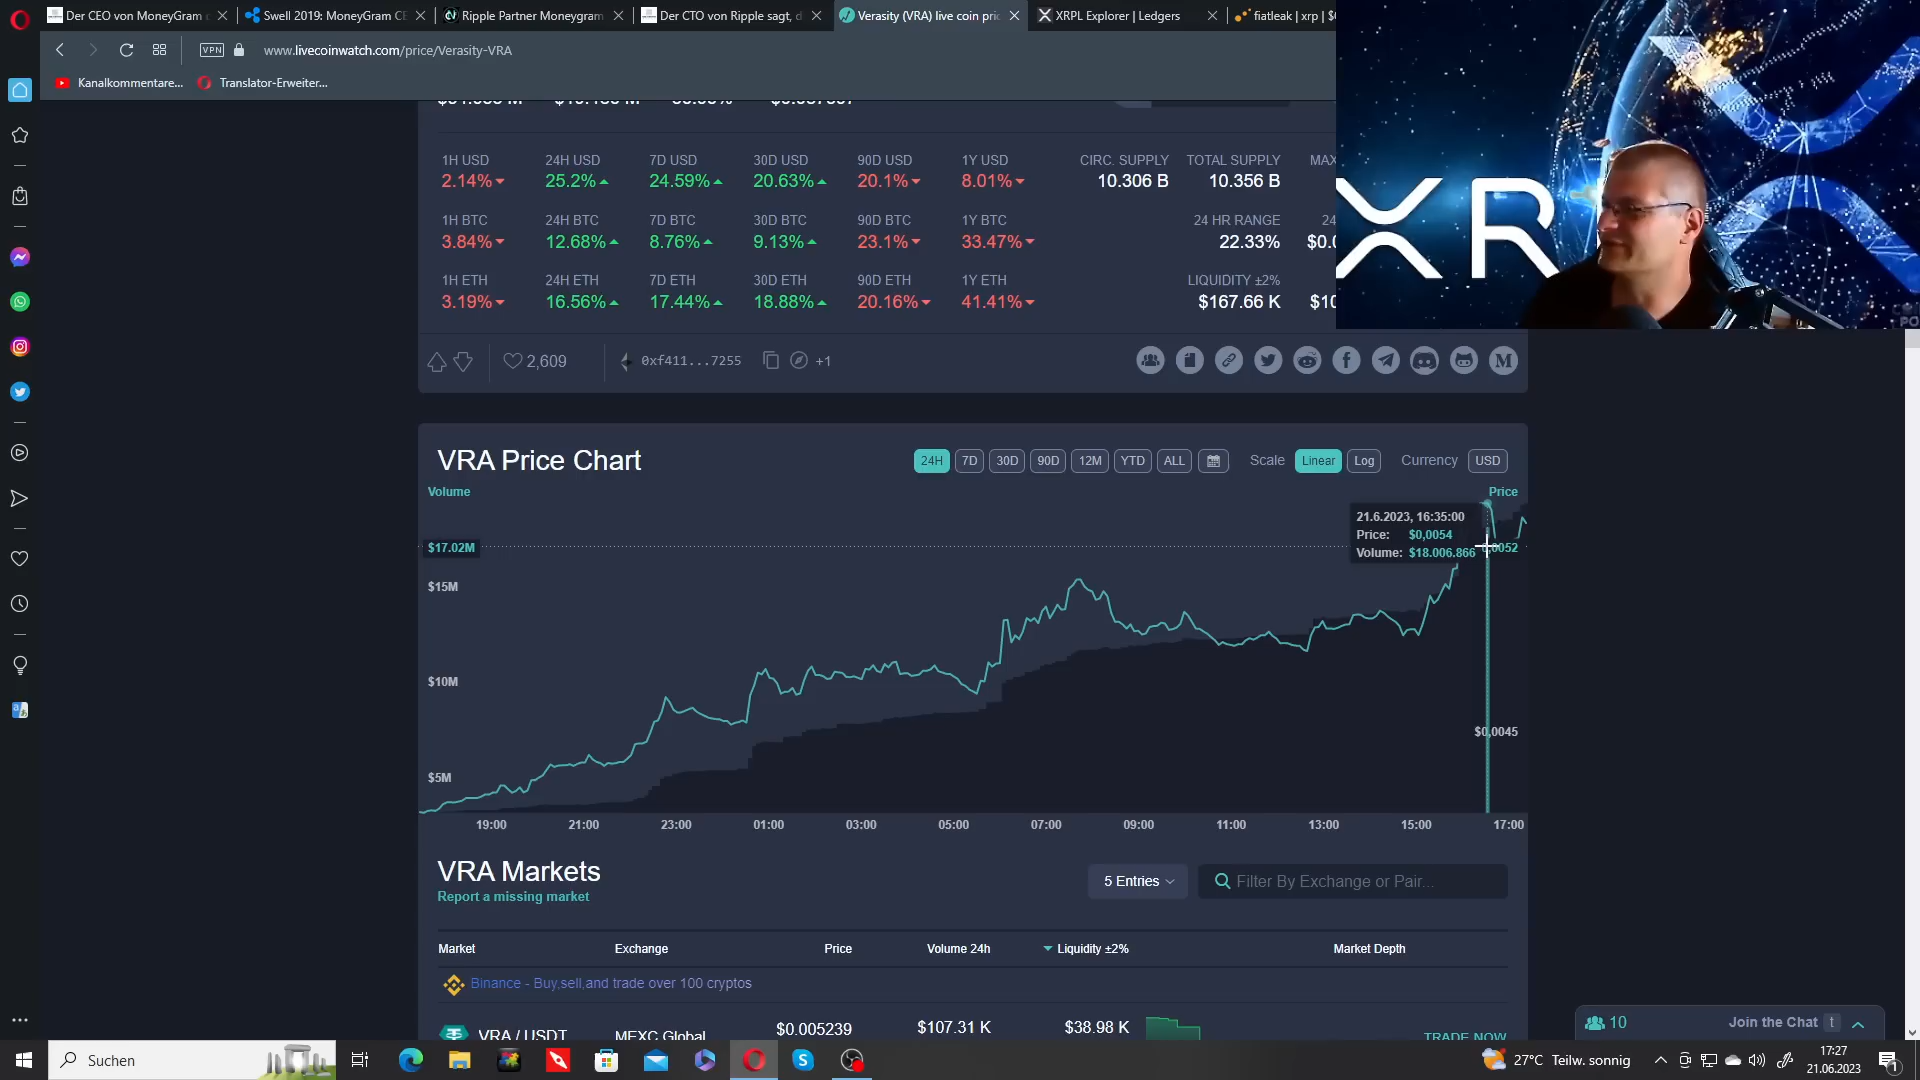 Der CEO von MoneyGram
Swell 2019: MoneyGram CE
Ripple Partner Moneygram
Der CTO von Ripple sagt, d
Verasity (VRA) live coin pric
XRPL Explorer | Ledgers
fiatleak | xrp |
VPN
www.livecoinwatch.com/price/Verasity-VRA
Kanalkommentare...
Translator-Erweiter...
1H USD 24H USD 7D USD 30D USD 90D USD 1Y USD CIRC. SUPPLY TOTAL SUPPLY
2.14% 25.2% 24.59% 20.63% 20.1% 8.01% 10.306 B 10.356 B
1H BTC 24H BTC 7D BTC 30D BTC 90D BTC 1Y BTC 24 HR RANGE
3.84% 12.68% 8.76% 9.13% 23.1% 33.47% 22.33%
1H ETH 24H ETH 7D ETH 30D ETH 90D ETH 1Y ETH LIQUIDITY ±2%
3.19% 16.56% 17.44% 18.88% 20.16% 41.41% $167.66 K
XR
2,609 0xf411...7255 +1
VRA Price Chart
24H 7D 30D 90D 12M YTD ALL Scale Linear Log Currency USD
Volume Price
21.6.2023, 16:35:00
Price: $0,0054
Volume: $18.006.866
$17.02M
$15M
$10M
$0,0045
$5M
19:00 21:00 23:00 01:00 03:00 05:00 07:00 09:00 11:00 13:00 15:00 17:00
VRA Markets
Report a missing market
5 Entries
Filter By Exchange or Pair...
Market Exchange Price Volume 24h Liquidity ±2% Market Depth
Binance - Buy,sell,and trade over 100 cryptos
VRA / USDT MEXC Global $0.005239 $107.31 K $38.98 K TRADE NOW
10 Join the Chat t
Suchen
27°C Teilw. sonnig
17:27
21.06.2023
1